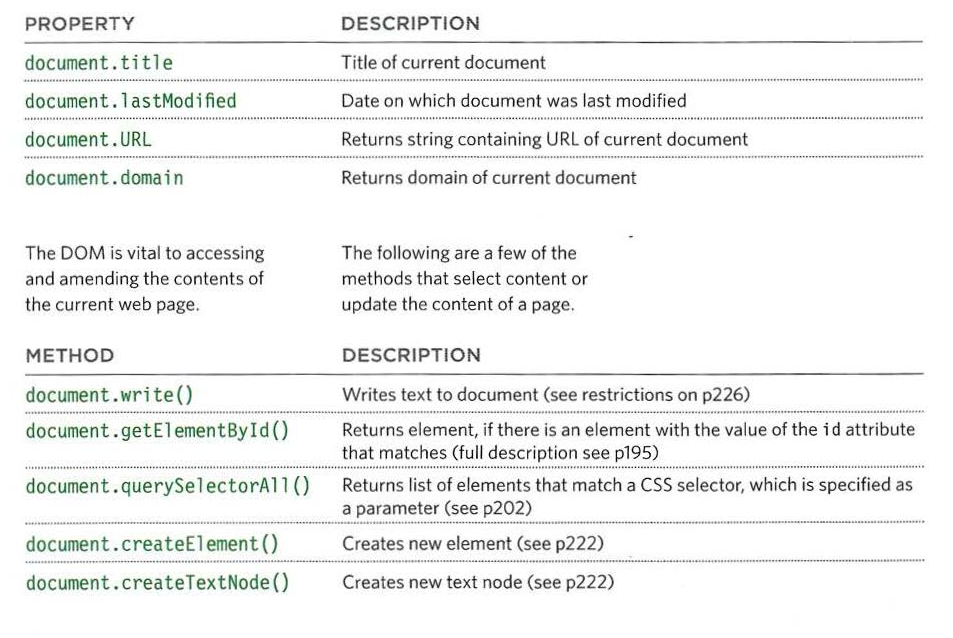 PROPERTY DESCRIPTION
document.title Title of current document
document.lastModified Date on which document was last modified
document.URL Returns string containing URL of current document
document.domain Returns domain of current document
The DOM is vital to accessing
and amending the contents of
the current web page.
The following are a few of the
methods that select content or
update the content of a page.
METHOD DESCRIPTION
document.write() Writes text to document (see restrictions on p226)
document.getElementById() Returns element, if there is an element with the value of the id attribute
that matches (full description see p195)
document.querySelectorAll() Returns list of elements that match a CSS selector, which is specified as
a parameter (see p202)
document.createElement() Creates new element (see p222)
document.createTextNode() Creates new text node (see p222)